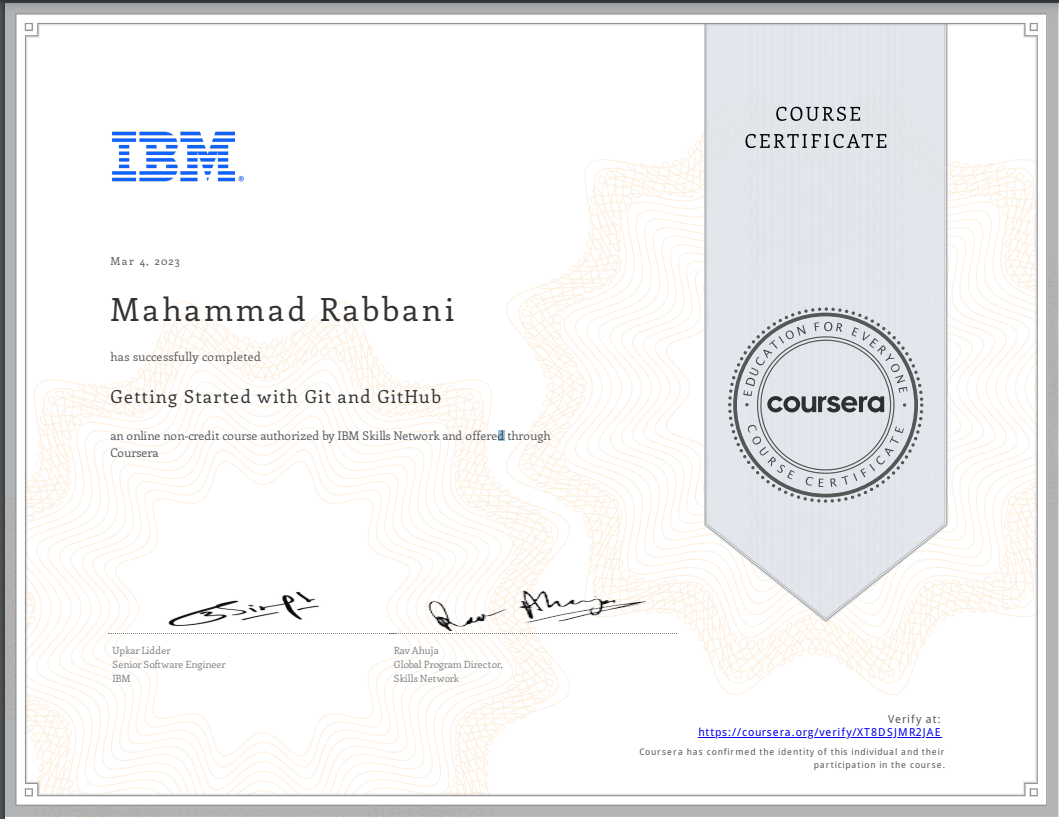 COURSE
CERTIFICATE
IBM®
Mar 4, 2023
Mahammad Rabbani
has successfully completed
Getting Started with Git and GitHub
an online non-credit course authorized by IBM Skills Network and offered through
Coursera
EDUCATION FOR EVERYONE
coursera
COURSE CERTIFICATE
Rav Ahuja
Upkar Lidder
Senior Software Engineer
IBM
Rav Ahuja
Global Program Director,
Skills Network
Verify at:
https://coursera.org/verify/XT8DSJMR2JAE
Coursera has confirmed the identity of this individual and their
participation in the course.